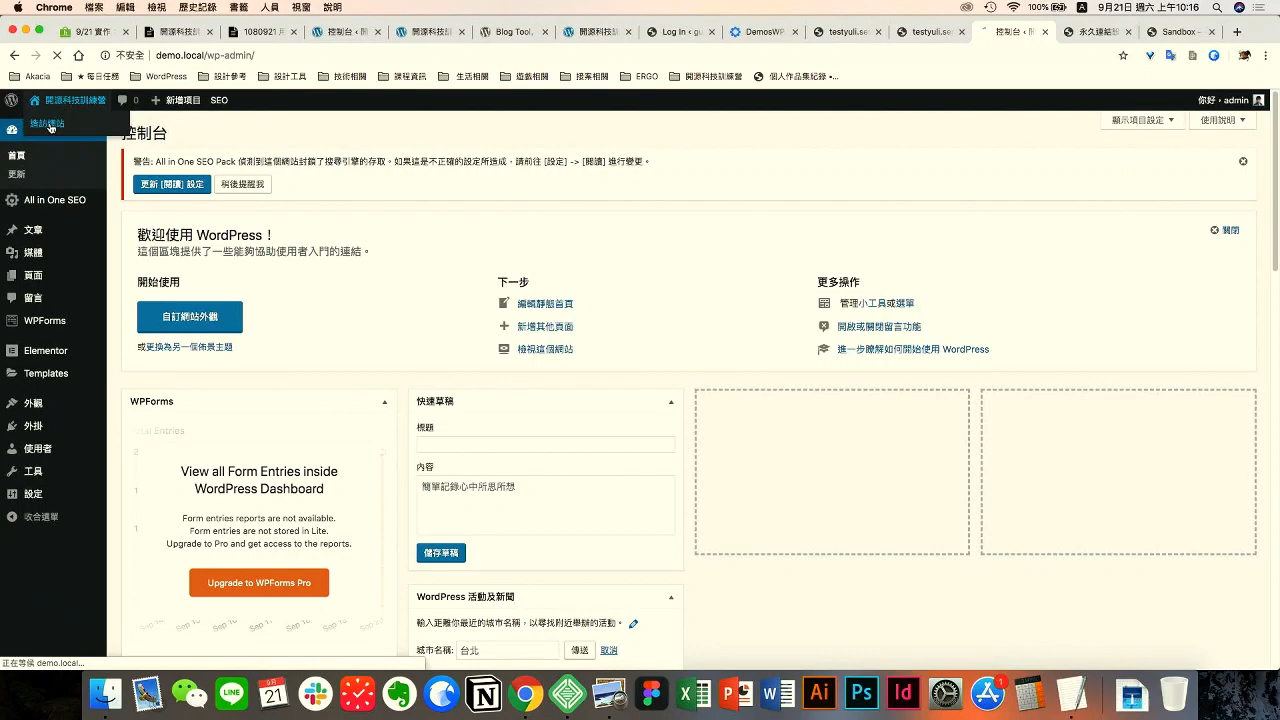 Chrome 檔案 編輯 檢視 歷史記錄 書籤 人員 視窗 說明
100% A 9月21日 週六 上午10:16
9/21 實作 開源科技訓 1080921 控制台 ‹ 開 開源科技訓 Blog Tool, 開源科技訓 Log In ‹ gu DemosWP testyuli.se testyuli.se 控制台 ‹ 開 永久連結設 Sandbox –
不安全 demo.local/wp-admin/
Akacia ★ 每日任務 WordPress 設計參考 設計工具 技術相關 課程資訊 生活相關 遊戲相關 接案相關 ERGO 開源科技訓練營 個人作品集紀錄 •...
開源科技訓練營 0 新增項目 SEO 你好，admin
造訪網站
控制台
顯示項目設定 ▼ 使用說明 ▼
首頁
更新
All in One SEO
文章
媒體
頁面
留言
WPForms
Elementor
Templates
外觀
外掛
使用者
工具
設定
收合選單
警告: All in One SEO Pack 偵測到這個網站封鎖了搜尋引擎的存取。如果這是不正確的設定所造成，請前往 [設定] -> [閱讀] 進行變更。
更新 [閱讀] 設定 稍後提醒我
歡迎使用 WordPress！
關閉
這個區塊提供了一些能夠協助使用者入門的連結。
開始使用
自訂網站外觀
或更換為另一個佈景主題
下一步
編輯靜態首頁
新增其他頁面
檢視這個網站
更多操作
管理小工具或選單
開啟或關閉留言功能
進一步瞭解如何開始使用 WordPress
WPForms
View all Form Entries inside
WordPress Dashboard
Form entries reports are not available.
Form entries are not stored in Lite.
Upgrade to Pro and get access to the reports.
Upgrade to WPForms Pro
快速草稿
標題
內容
簡單記錄心中所思所想
儲存草稿
WordPress 活動及新聞
輸入距離你最近的城市名稱，以尋找附近舉辦的活動。
城市名稱: 台北 傳送 取消
正在等候 demo.local...
LINE 21 N X P W Ai Ps Id 1